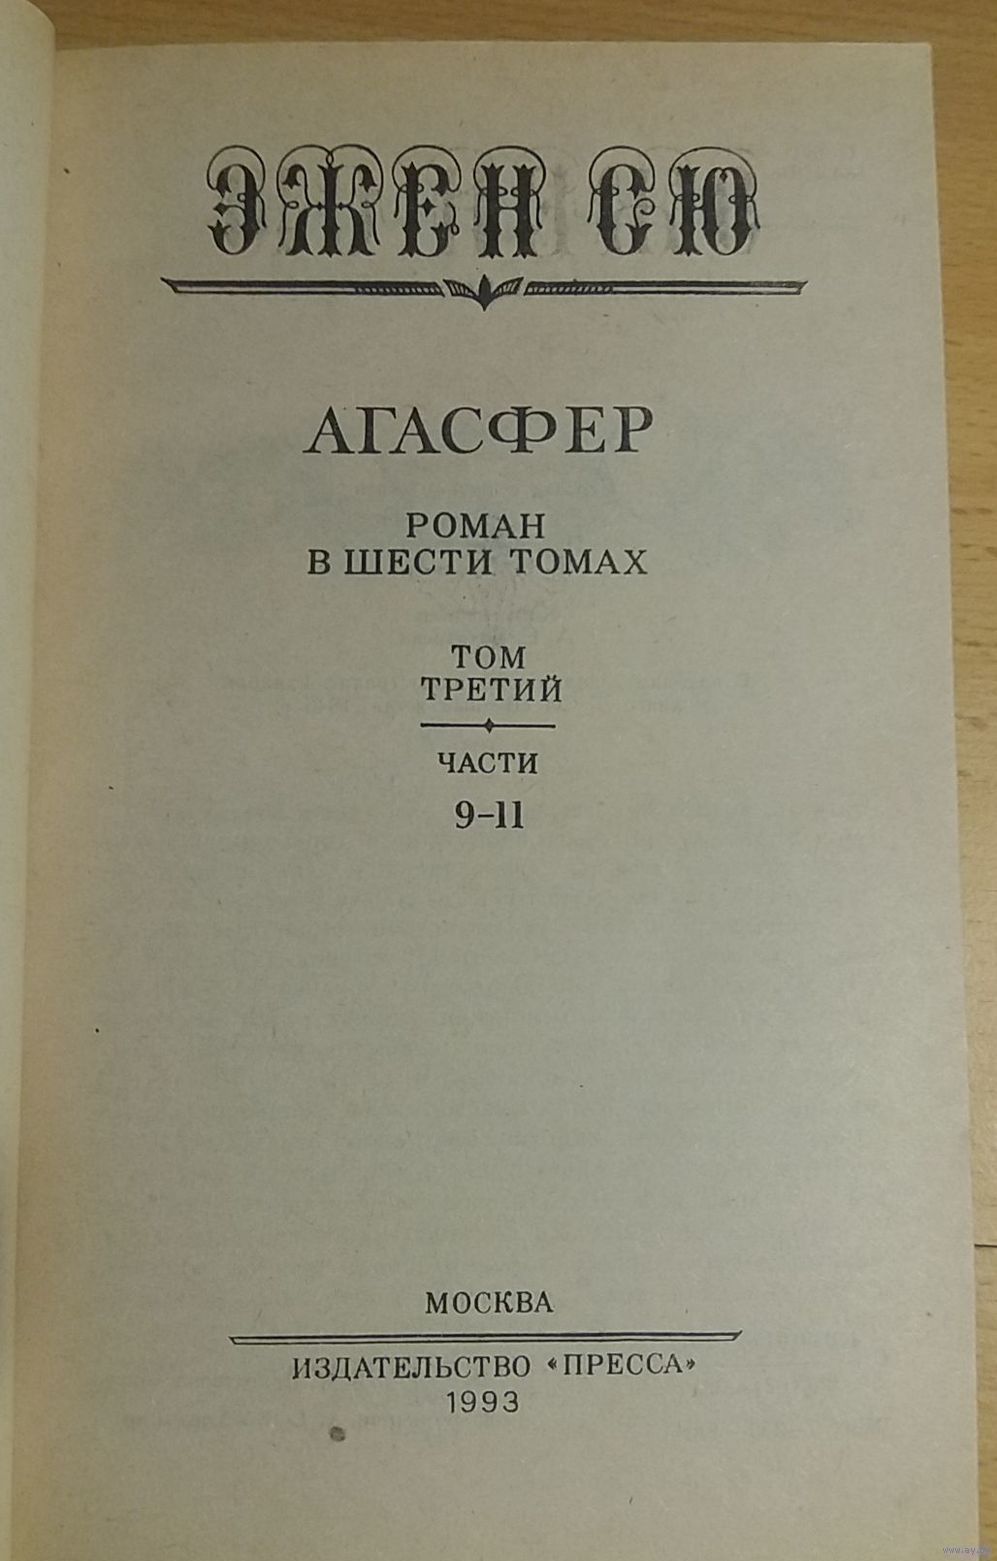 ЭЖЕН СЮ
АГАСФЕР
РОМАН
В ШЕСТИ ТОМАХ
ТОМ
ТРЕТИЙ
ЧАСТИ
9–11
МОСКВА
ИЗДАТЕЛЬСТВО «ПРЕССА»
1993